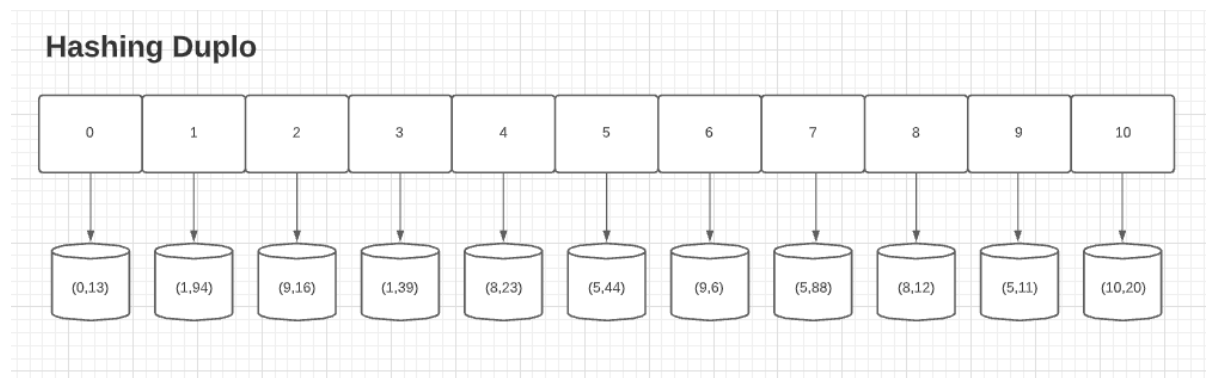 Hashing Duplo
0 1 2 3 4 5 6 7 8 9 10
(0,13) (1,94) (9,16) (1,39) (8,23) (5,44) (9,6) (5,88) (8,12) (5,11) (10,20)